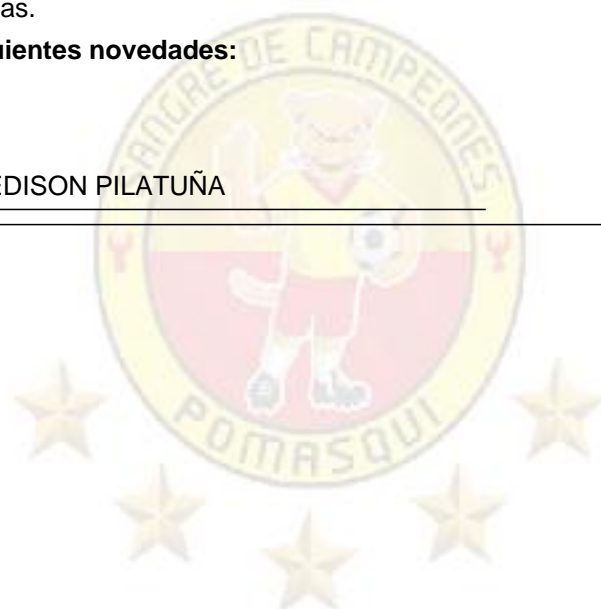 as.
uientes novedades:
EDISON PILATUÑA
SANGRE DE CAMPEONES
POMASQUI